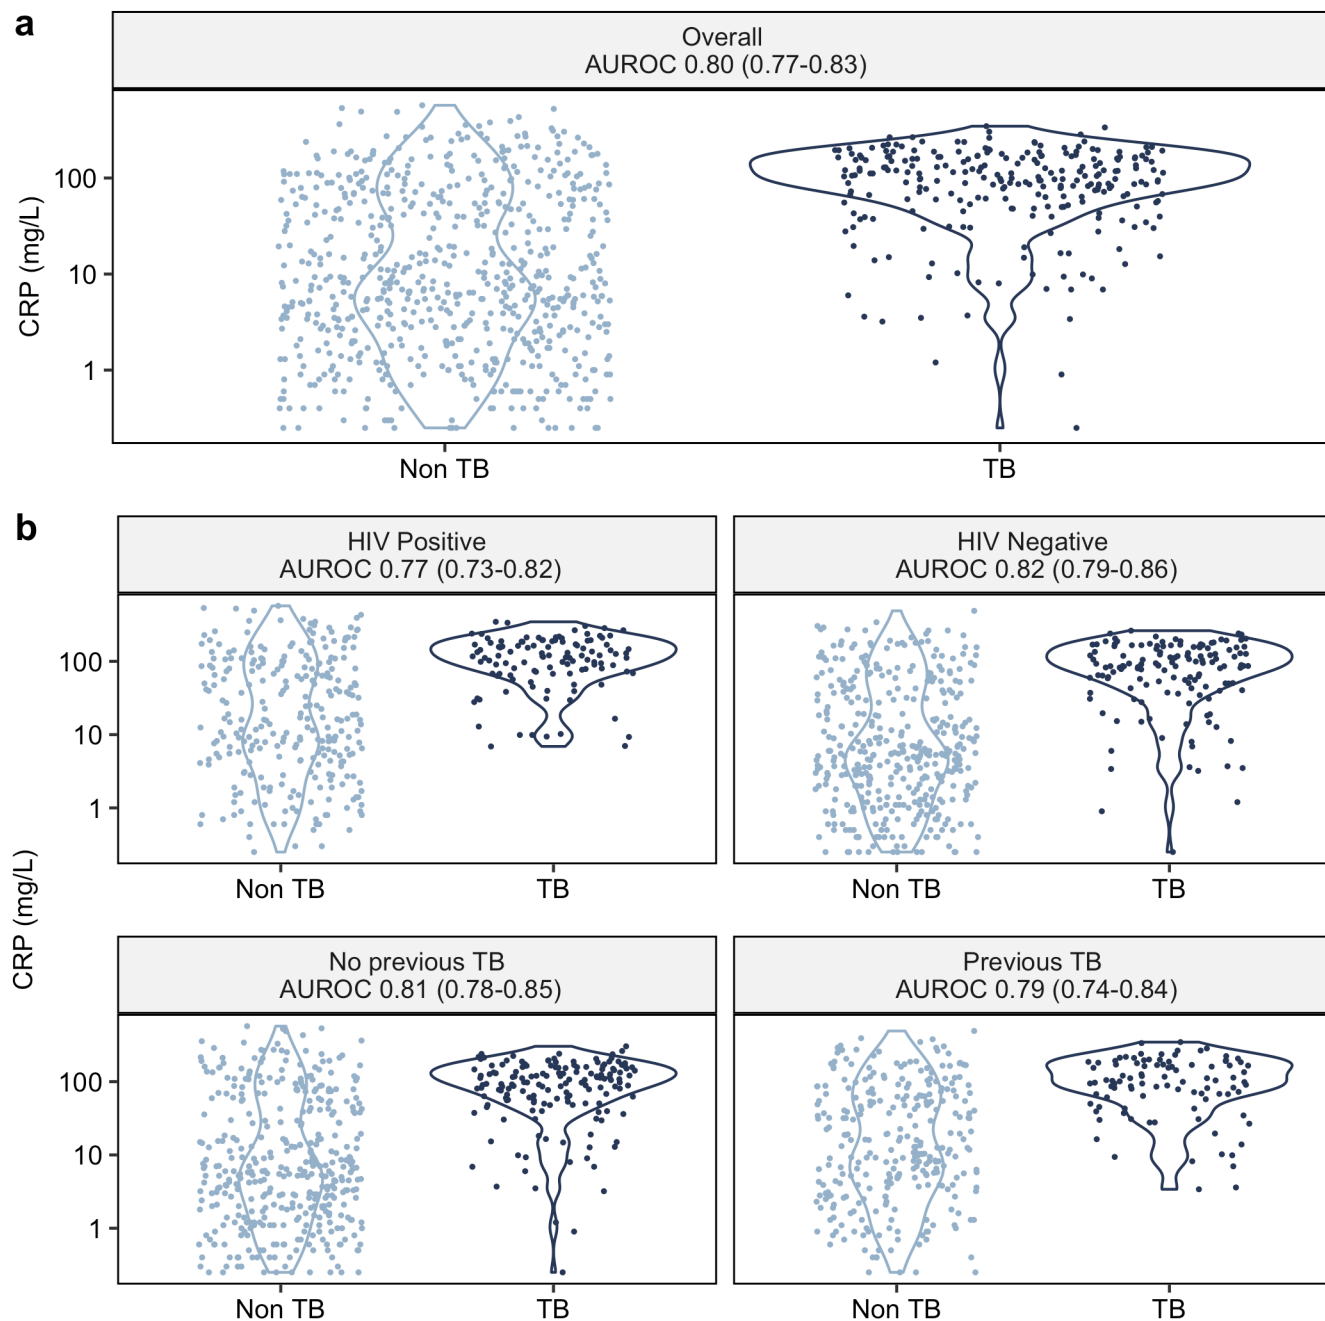 a
Overall
AUROC 0.80 (0.77-0.83)
CRP (mg/L)
100
10
1
Non TB
TB
b
HIV Positive
AUROC 0.77 (0.73-0.82)
HIV Negative
AUROC 0.82 (0.79-0.86)
100
10
1
Non TB
TB
Non TB
TB
CRP (mg/L)
No previous TB
AUROC 0.81 (0.78-0.85)
Previous TB
AUROC 0.79 (0.74-0.84)
100
10
1
Non TB
TB
Non TB
TB